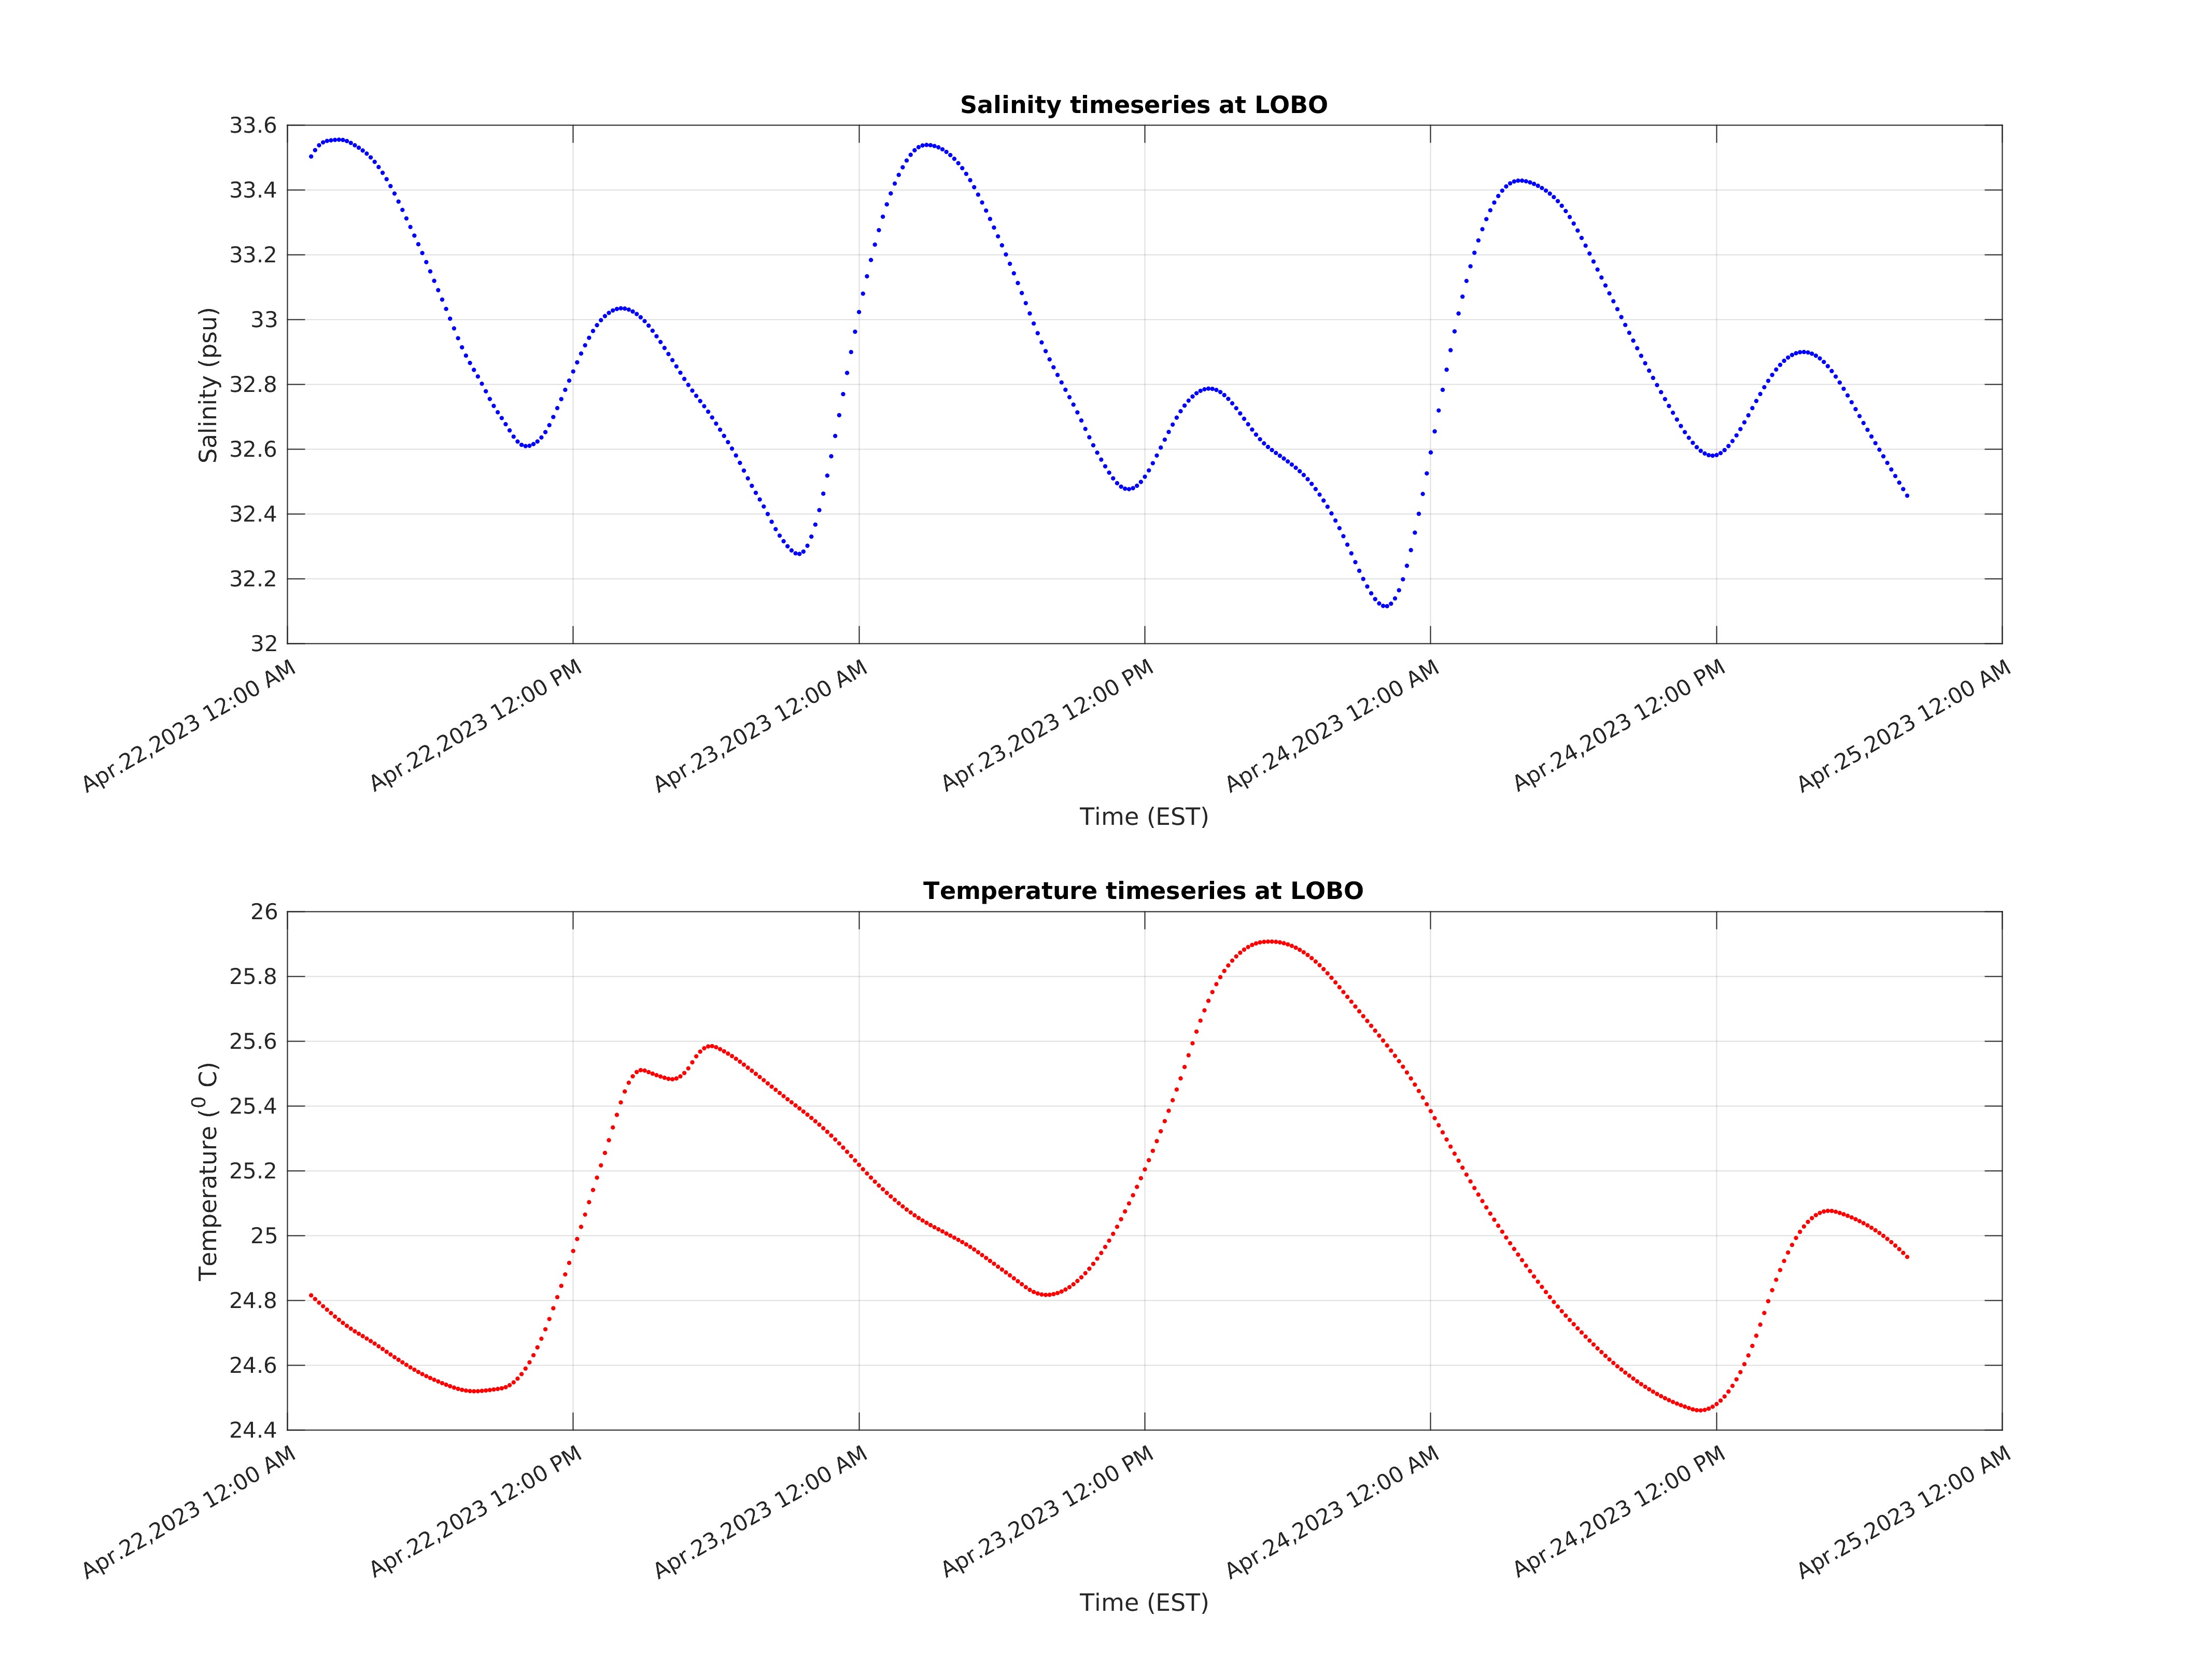 Salinity timeseries at LOBO
33.6
33.4
33.2
33
32.8
32.6
32.4
32.2
32
Salinity (psu)
Apr.22,2023 12:00 AM
Apr.22,2023 12:00 PM
Apr.23,2023 12:00 AM
Apr.23,2023 12:00 PM
Apr.24,2023 12:00 AM
Apr.24,2023 12:00 PM
Apr.25,2023 12:00 AM
Time (EST)
Temperature timeseries at LOBO
26
25.8
25.6
25.4
25.2
25
24.8
24.6
24.4
Temperature (⁰ C)
Apr.22,2023 12:00 AM
Apr.22,2023 12:00 PM
Apr.23,2023 12:00 AM
Apr.23,2023 12:00 PM
Apr.24,2023 12:00 AM
Apr.24,2023 12:00 PM
Apr.25,2023 12:00 AM
Time (EST)